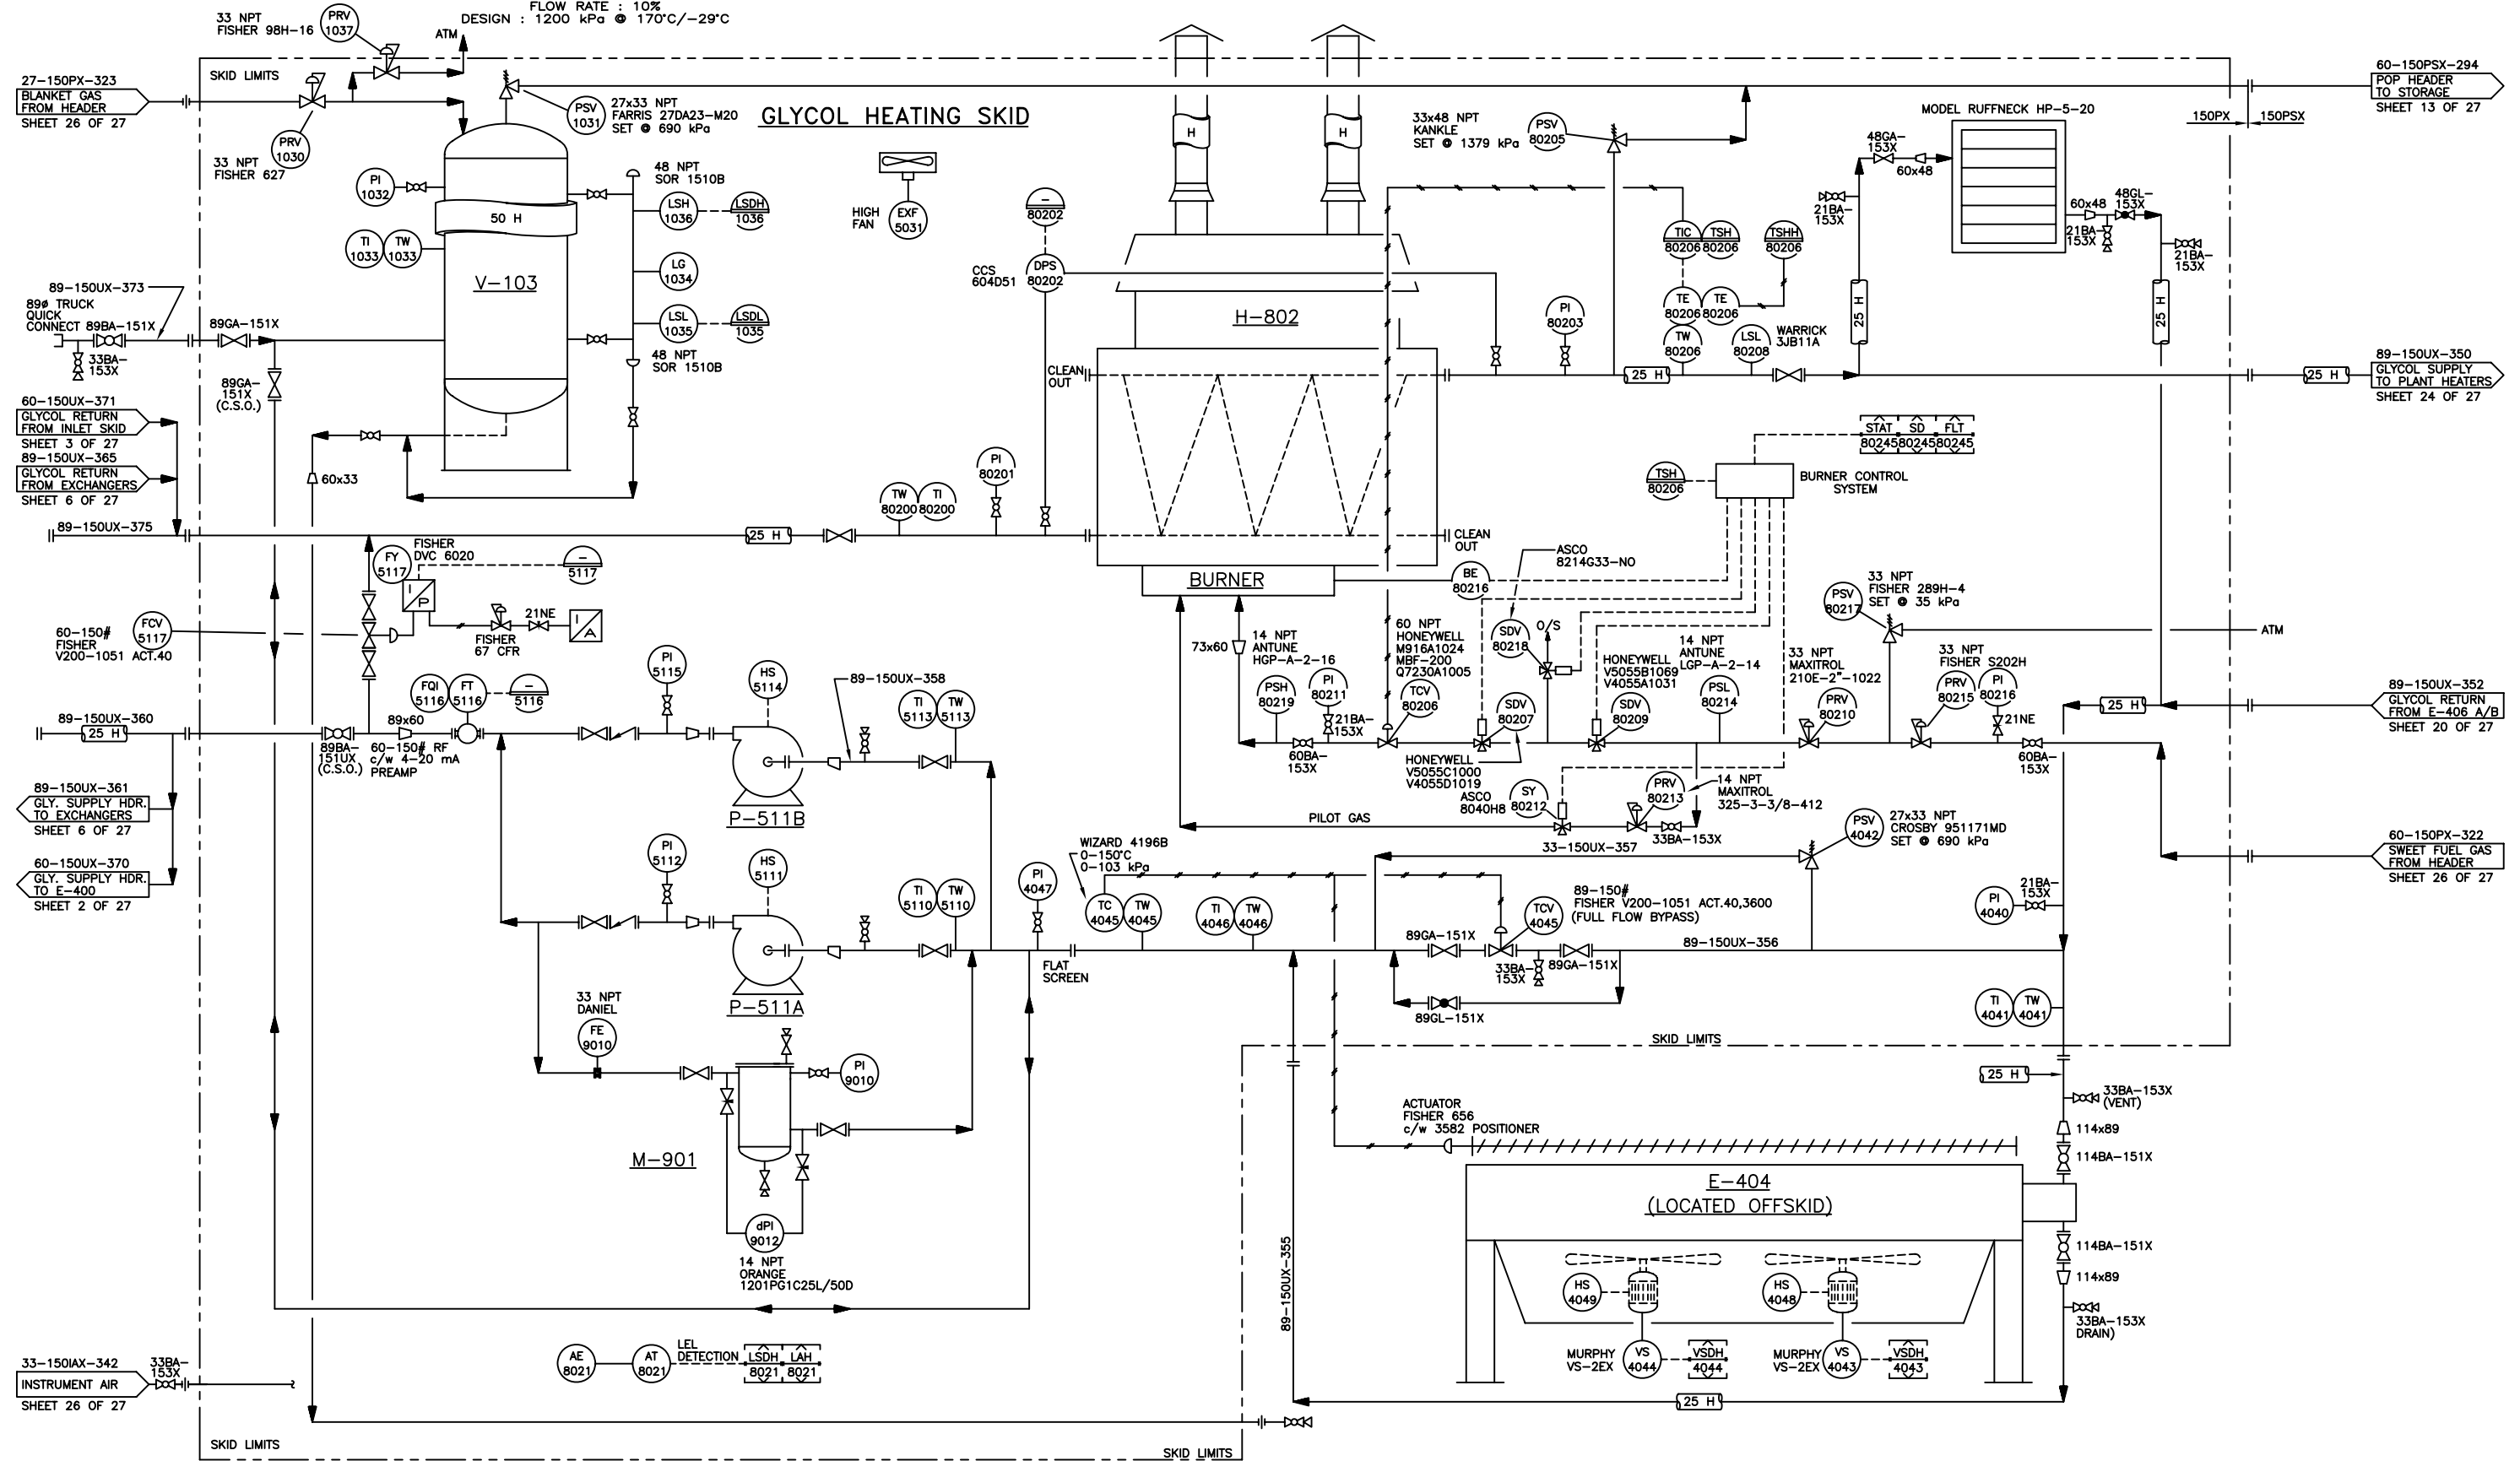 FLOW RATE : 10%
DESIGN : 1200 kPa @ 170°C/-29°C
33 NPT
FISHER 98H-16
PRV
1037
ATM
SKID LIMITS
27-150PX-323
BLANKET GAS
FROM HEADER
SHEET 26 OF 27
PRV
1030
33 NPT
FISHER 627
PSV
1031
27x33 NPT
FARRIS 27DA23-M20
SET @ 690 kPa
GLYCOL HEATING SKID
PI
1032
50 H
TI
1033
TW
1033
V-103
48 NPT
SOR 1510B
LSH
1036
LSDH
1036
LG
1034
LSL
1035
LSDL
1035
48 NPT
SOR 1510B
HIGH
FAN
EXF
5031
H
H
-
80202
CCS
604D51
DPS
80202
H-802
CLEAN
OUT
CLEAN
OUT
BURNER
33x48 NPT
KANKLE
SET @ 1379 kPa
PSV
80205
TIC
80206
TSH
80206
TSHH
80206
TE
80206
TE
80206
TW
80206
PI
80203
LSL
80208
WARRICK
3JB11A
25 H
MODEL RUFFNECK HP-5-20
48GA-
153X
60x48
21BA-
153X
60x48
48GL-
153X
21BA-
153X
21BA-
153X
25 H
25 H
150PX
150PSX
60-150PSX-294
POP HEADER
TO STORAGE
SHEET 13 OF 27
89-150UX-350
GLYCOL SUPPLY
TO PLANT HEATERS
SHEET 24 OF 27
25 H
89-150UX-373
89ø TRUCK
QUICK
CONNECT
89BA-151X
33BA-
153X
89GA-151X
89GA-
151X
(C.S.O.)
60-150UX-371
GLYCOL RETURN
FROM INLET SKID
SHEET 3 OF 27
89-150UX-365
GLYCOL RETURN
FROM EXCHANGERS
SHEET 6 OF 27
89-150UX-375
60x33
25 H
TW
80200
TI
80200
PI
80201
STAT
80245
SD
80245
FLT
80245
TSH
80206
BURNER CONTROL
SYSTEM
FY
5117
FISHER
DVC 6020
-
5117
I
P
21NE
I
A
FISHER
67 CFR
FCV
5117
60-150#
FISHER
V200-1051 ACT.40
BE
80216
ASCO
8214G33-NO
SDV
80218
O/S
PSV
80217
33 NPT
FISHER 289H-4
SET @ 35 kPa
ATM
73x60
14 NPT
ANTUNE
HGP-A-2-16
PSH
80219
PI
80211
21BA-
153X
60BA-
153X
60 NPT
HONEYWELL
M916A1024
MBF-200
Q7230A1005
TCV
80206
SDV
80207
HONEYWELL
V5055C1000
V4055D1019
HONEYWELL
V5055B1069
V4055A1031
SDV
80209
14 NPT
ANTUNE
LGP-A-2-14
PSL
80214
33 NPT
MAXITROL
210E-2"-1022
PRV
80210
33 NPT
FISHER S202H
PRV
80215
PI
80216
21NE
60BA-
153X
25 H
89-150UX-352
GLYCOL RETURN
FROM E-406 A/B
SHEET 20 OF 27
ASCO
8040H8
SY
80212
PRV
80213
14 NPT
MAXITROL
325-3-3/8-412
33BA-153X
PILOT GAS
89-150UX-360
25 H
89BA-
151UX
(C.S.O.)
89x60
60-150# RF
c/w 4-20 mA
PREAMP
FQI
5116
FT
5116
-
5116
PI
5115
HS
5114
89-150UX-358
TI
5113
TW
5113
P-511B
89-150UX-361
GLY. SUPPLY HDR.
TO EXCHANGERS
SHEET 6 OF 27
60-150UX-370
GLY. SUPPLY HDR.
TO E-400
SHEET 2 OF 27
PI
5112
HS
5111
TI
5110
TW
5110
P-511A
PI
4047
FLAT
SCREEN
WIZARD 4196B
0-150°C
0-103 kPa
TC
4045
TW
4045
TI
4046
TW
4046
33-150UX-357
PSV
4042
27x33 NPT
CROSBY 951171MD
SET @ 690 kPa
60-150PX-322
SWEET FUEL GAS
FROM HEADER
SHEET 26 OF 27
TCV
4045
89-150#
FISHER V200-1051 ACT.40,3600
(FULL FLOW BYPASS)
89GA-151X
33BA-
153X
89GA-151X
89GL-151X
89-150UX-356
21BA-
153X
PI
4040
TI
4041
TW
4041
SKID LIMITS
33 NPT
DANIEL
FE
9010
PI
9010
M-901
dPI
9012
14 NPT
ORANGE
1201PG1C25L/50D
25 H
33BA-153X
(VENT)
114x89
114BA-151X
ACTUATOR
FISHER 656
c/w 3582 POSITIONER
E-404
(LOCATED OFFSKID)
114BA-151X
114x89
33BA-153X
DRAIN)
HS
4049
HS
4048
MURPHY
VS-2EX
VS
4044
VSDH
4044
MURPHY
VS-2EX
VS
4043
VSDH
4043
25 H
89-150UX-355
AE
8021
AT
8021
LEL
DETECTION
LSDH
8021
LAH
8021
33-150IAX-342
INSTRUMENT AIR
SHEET 26 OF 27
33BA-
153X
SKID LIMITS
SKID LIMITS